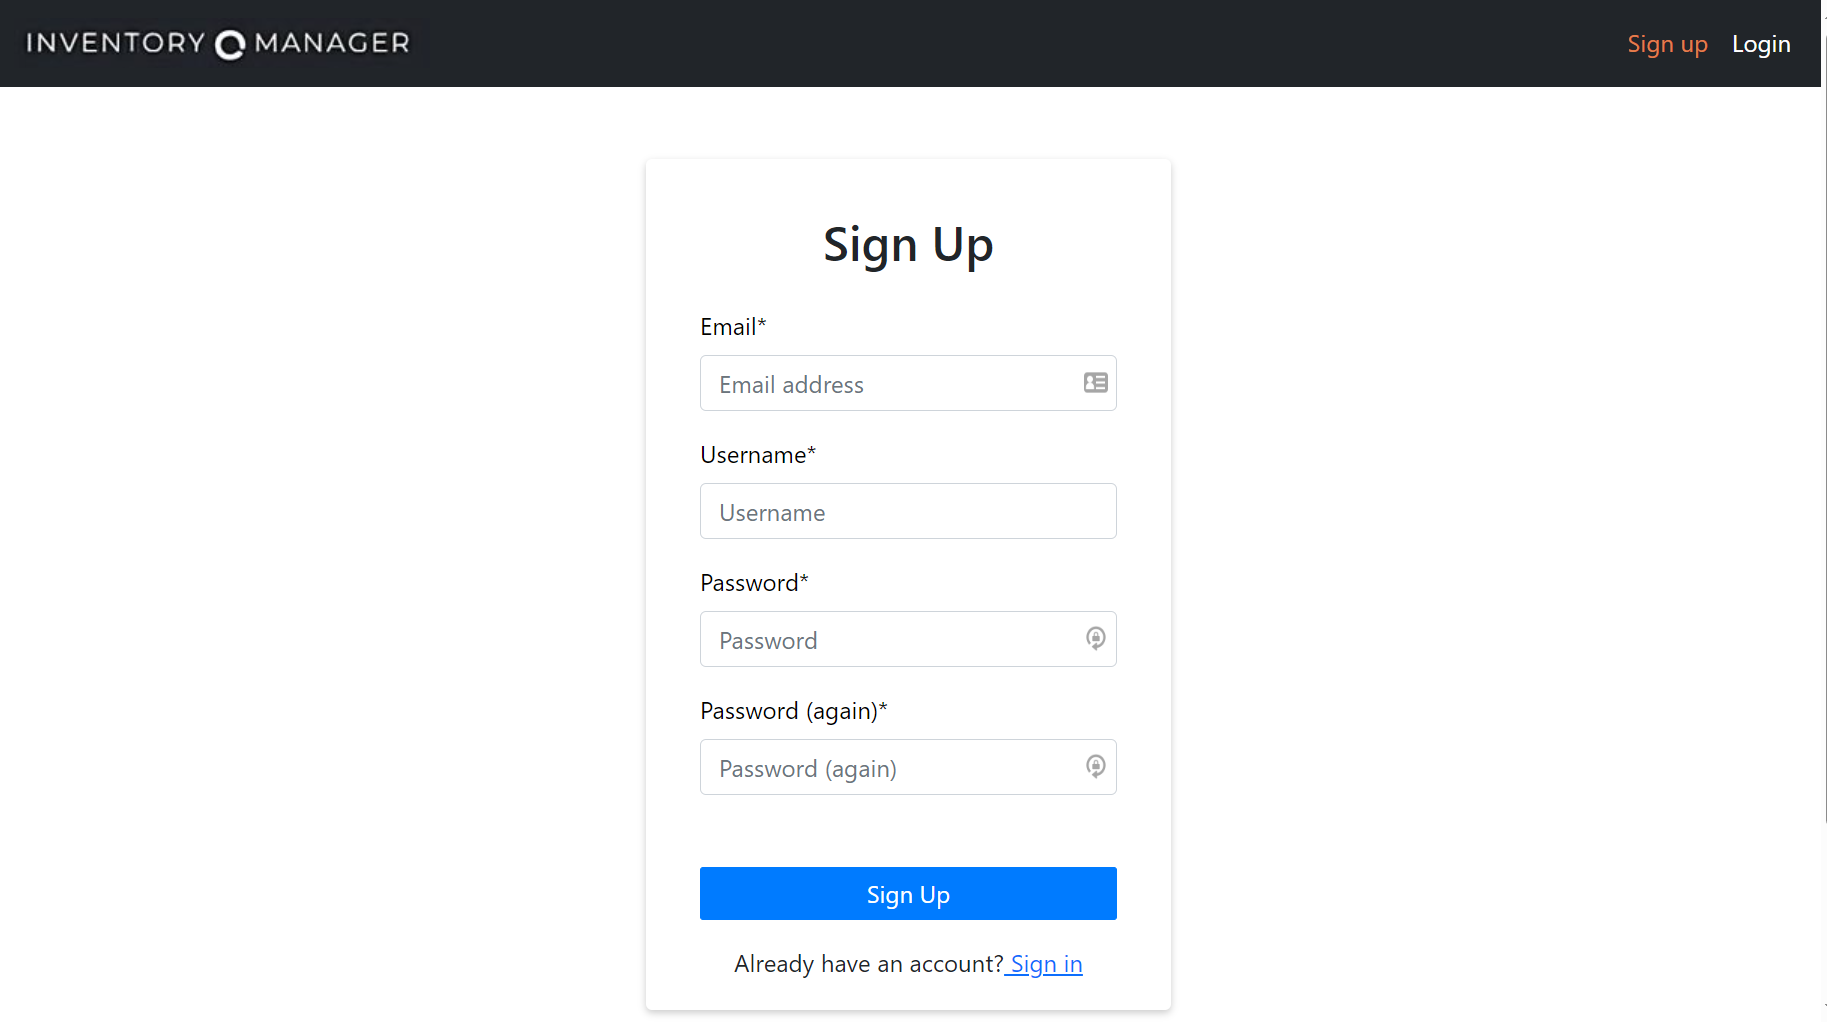 INVENTORY MANAGER
Sign up Login
Sign Up
Email*
Email address
Username*
Username
Password*
Password
Password (again)*
Password (again)
Sign Up
Already have an account? Sign in